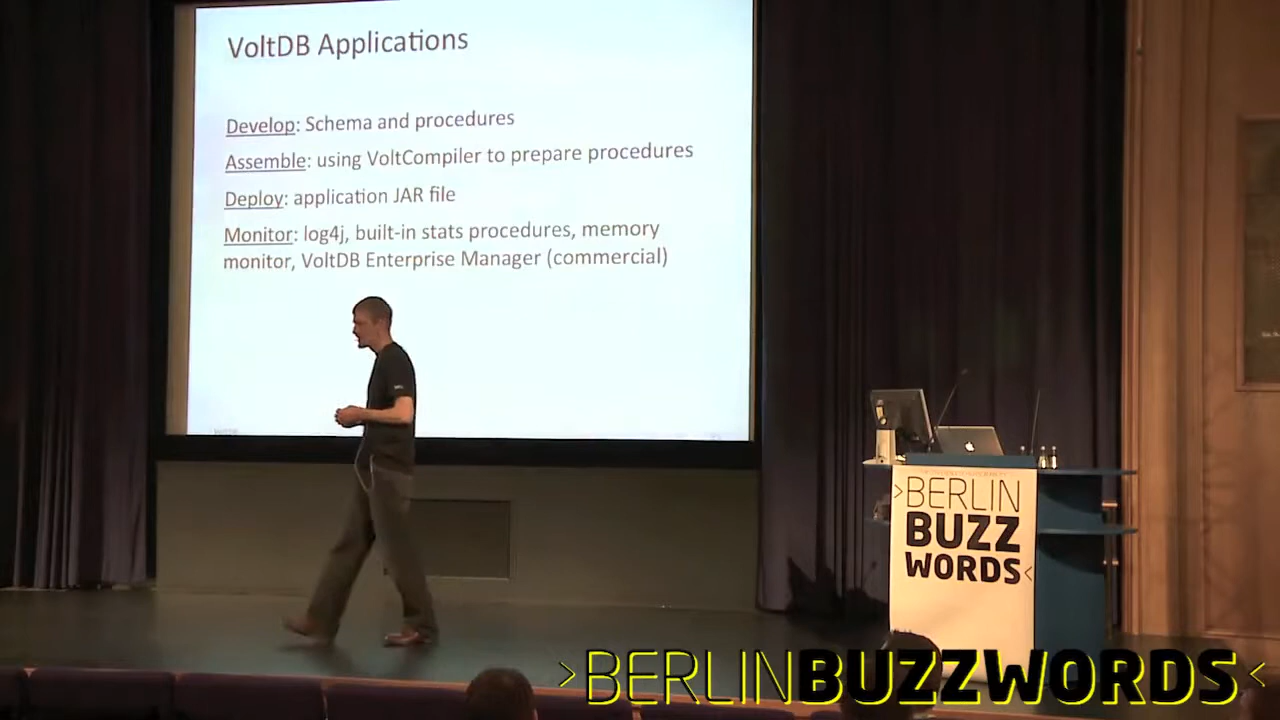 VoltDB Applications
Develop: Schema and procedures
Assemble: using VoltCompiler to prepare procedures
Deploy: application JAR file
Monitor: log4j, built-in stats procedures, memory
monitor, VoltDB Enterprise Manager (commercial)
>BERLIN
BUZZ
WORDS<
>BERLINBUZZWORDS<